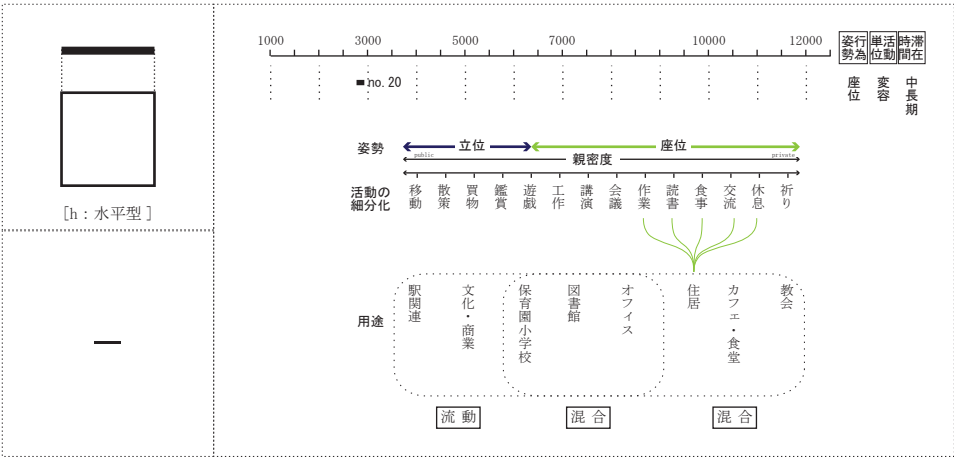 [h：水平型 ]
1000 3000 5000 7000 10000 12000
行為姿勢 活動単位 滞在時間
座位 変容 中長期
no. 20
姿勢 立位 座位
public 親密度 private
活動の細分化
移動 散策 買物 鑑賞 遊戯 工作 講演 会議 作業 読書 食事 交流 休息 祈り
用途
駅関連 文化・商業 保育園小学校 図書館 オフィス 住居 カフェ・食堂 教会
流動 混合 混合